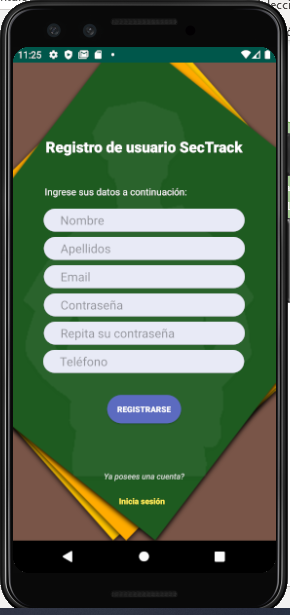 11:25
Registro de usuario SecTrack
Ingrese sus datos a continuación:
Nombre
Apellidos
Email
Contraseña
Repita su contraseña
Teléfono
REGISTRARSE
Ya posees una cuenta?
Inicia sesión